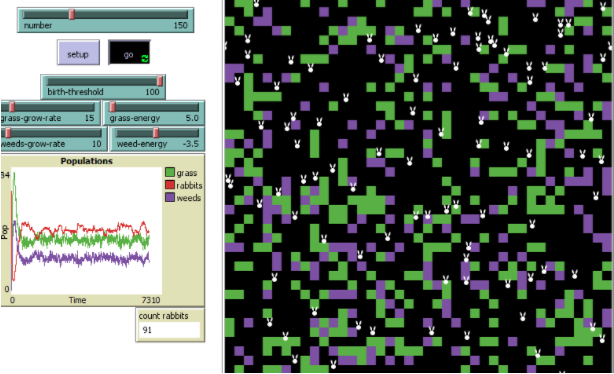 number 150
setup
go
birth-threshold 100
grass-grow-rate 15
grass-energy 5.0
weeds-grow-rate 10
weed-energy -3.5
Populations
34
grass
rabbits
weeds
Pop
0
0 Time 7310
count rabbits
91